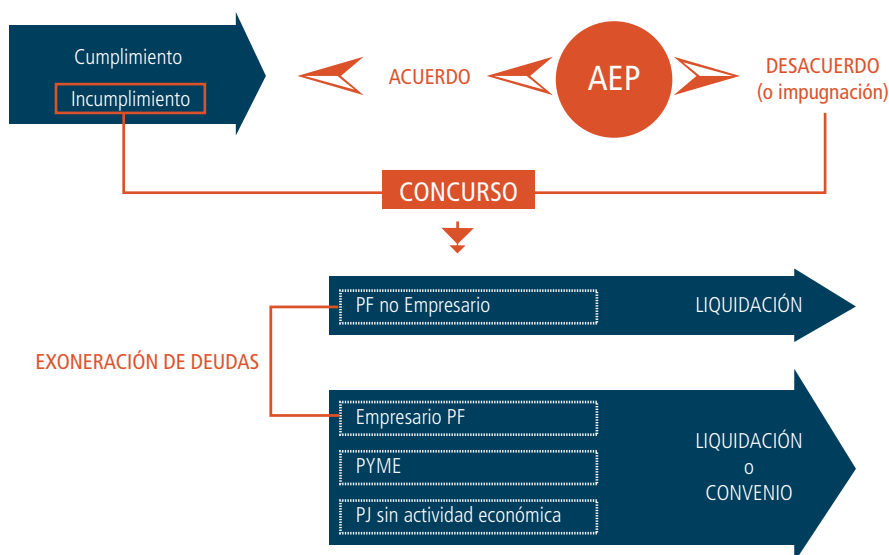 Cumplimiento
Incumplimiento
ACUERDO
AEP
DESACUERDO
(o impugnación)
CONCURSO
PF no Empresario
LIQUIDACIÓN
EXONERACIÓN DE DEUDAS
Empresario PF
PYME
PJ sin actividad económica
LIQUIDACIÓN
o
CONVENIO